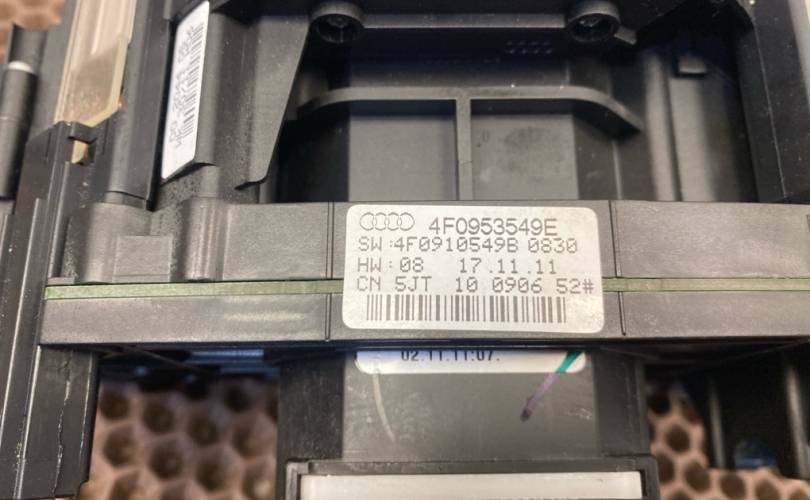 4F0953549E
SW:4F0910549B 0830
HW:08 17.11.11
CN 5JT 10 0906 52#
02.11.11:07.